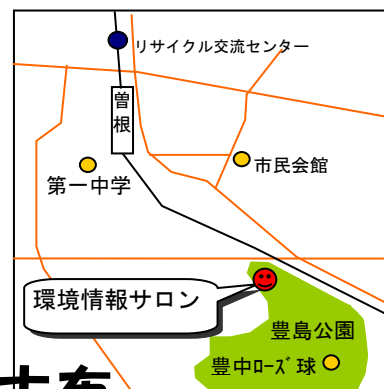 リサイクル交流センター
曽根
市民会館
第一中学
環境情報サロン
豊島公園
豊中ローズ球